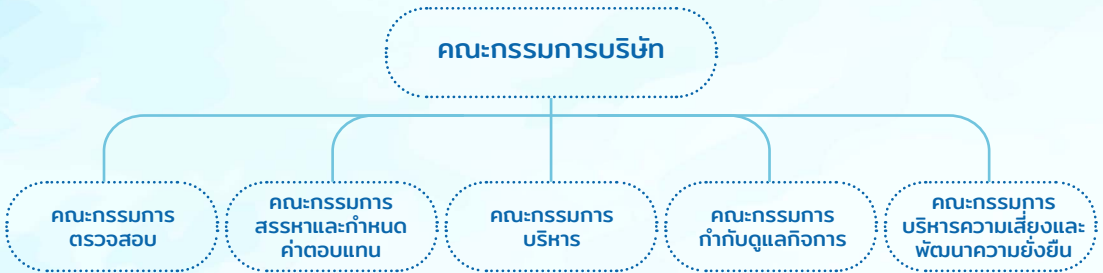 คณะกรรมการบริษัท
คณะกรรมการ
ตรวจสอบ
คณะกรรมการ
สรรหาและกำหนด
ค่าตอบแทน
คณะกรรมการ
บริหาร
คณะกรรมการ
กำกับดูแลกิจการ
คณะกรรมการ
บริหารความเสี่ยงและ
พัฒนาความยั่งยืน